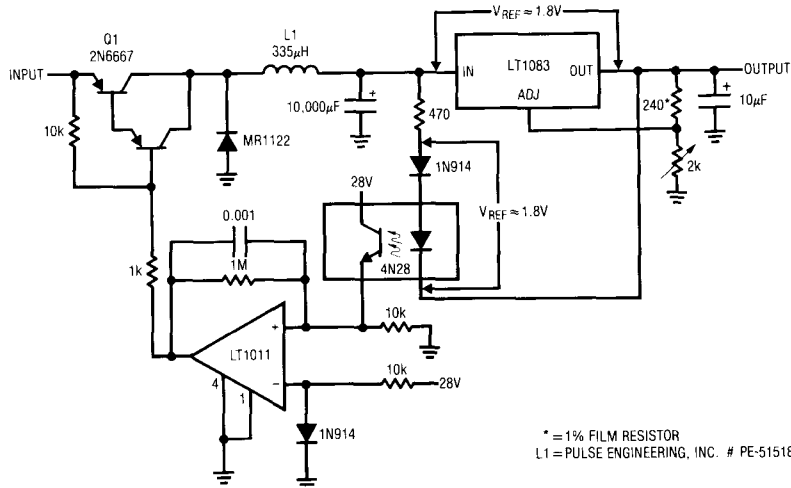 Q1
2N6667
L1
335µH
V_REF ≈ 1.8V
INPUT
IN
LT1083
OUT
ADJ
OUTPUT
10k
MR1122
10,000µF
+
470
240*
+
10µF
2k
1N914
28V
V_REF ≈ 1.8V
4N28
0.001
1M
1k
10k
+
LT1011
−
4
1
10k
28V
1N914
* = 1% FILM RESISTOR
L1 = PULSE ENGINEERING, INC. # PE-51518